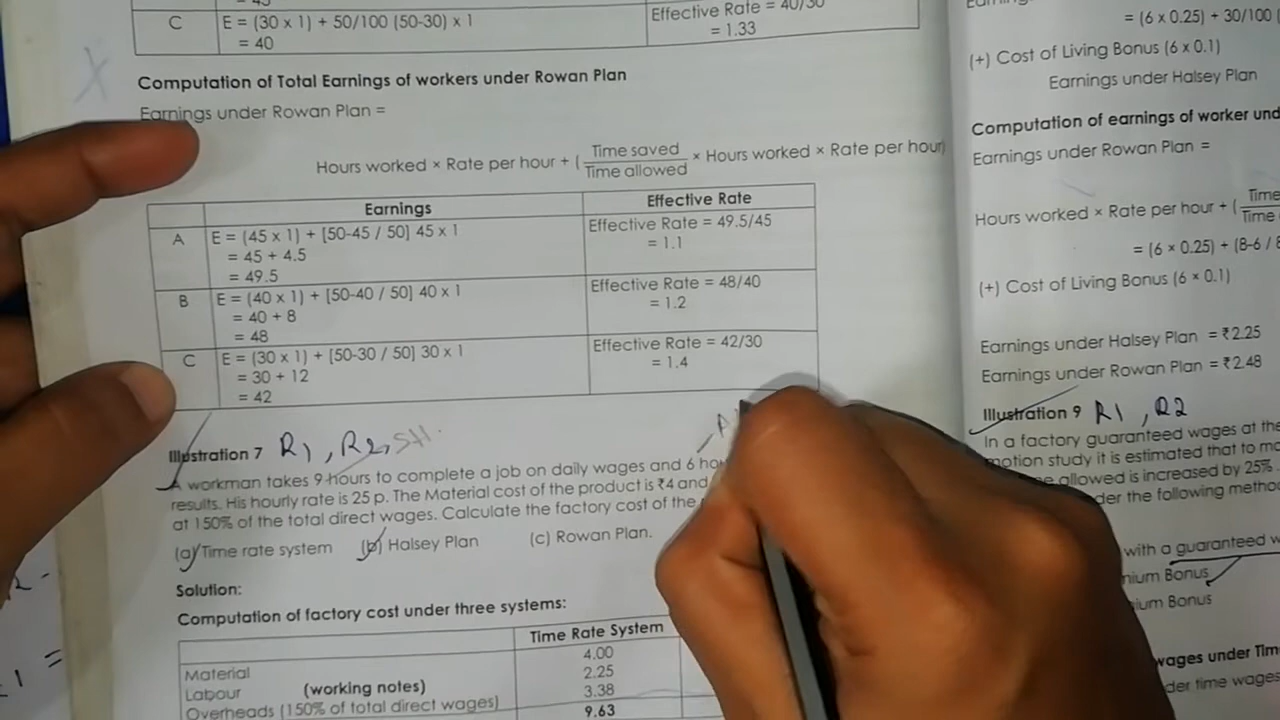 C E = (30 x 1) + 50/100 (50-30) x 1
= 40
Effective Rate = 40/30
= 1.33
Computation of Total Earnings of workers under Rowan Plan
Earnings under Rowan Plan =
Hours worked × Rate per hour + ( Time saved / Time allowed × Hours worked × Rate per hour)
Earnings Effective Rate
A E = (45 x 1) + [50-45 / 50] 45 x 1 Effective Rate = 49.5/45
= 45 + 4.5 = 1.1
= 49.5
B E = (40 x 1) + [50-40 / 50] 40 x 1 Effective Rate = 48/40
= 40 + 8 = 1.2
= 48
C E = (30 x 1) + [50-30 / 50] 30 x 1 Effective Rate = 42/30
= 30 + 12 = 1.4
= 42
Illustration 7 R1, R2, SH.
A workman takes 9 hours to complete a job on daily wages and 6
results. His hourly rate is 25 p. The Material cost of the product is ₹4 and
at 150% of the total direct wages. Calculate the factory cost of the
(a) Time rate system (b) Halsey Plan (c) Rowan Plan.
Solution:
Computation of factory cost under three systems:
Time Rate System
Material 4.00
Labour (working notes) 2.25
Overheads (150% of total direct wages) 3.38
9.63
= (6 x 0.25) + 30/100
(+) Cost of Living Bonus (6 x 0.1)
Earnings under Halsey Plan
Computation of earnings of worker
Earnings under Rowan Plan =
Hours worked × Rate per hour + ( Time
= (6 × 0.25) + (8-6 /
(+) Cost of Living Bonus (6 × 0.1)
Earnings under Halsey Plan = ₹2.25
Earnings under Rowan Plan = ₹2.48
Illustration 9 R1, R2
In a factory guaranteed wages at the
study it is estimated that to
allowed is increased by 25%
the following
with a guaranteed
Bonus
Bonus
wages under
under time wages